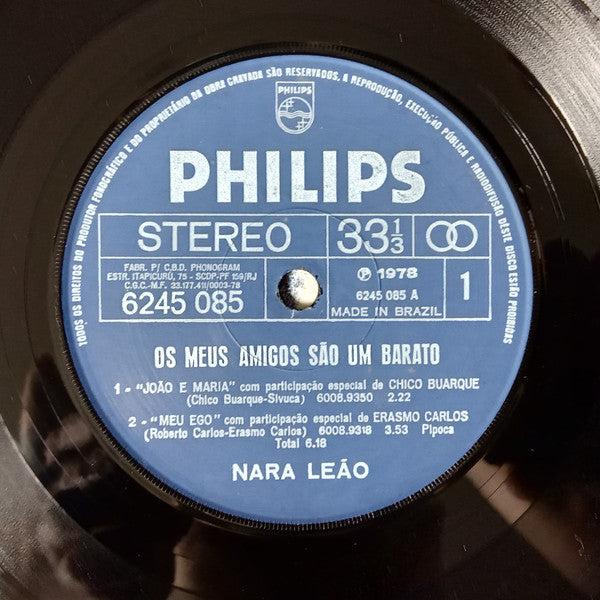 TODOS OS DIREITOS DO PRODUTOR FONOGRÁFICO E DO PROPRIETÁRIO DA OBRA GRAVADA SÃO RESERVADOS, A REPRODUÇÃO, EXECUÇÃO PÚBLICA E RADIODIFUSÃO DESTE DISCO ESTÃO PROIBIDAS
PHILIPS
PHILIPS
STEREO 33 1/3
FABR. P/ C.B.D. PHONOGRAM
ESTR. ITAPICURÚ, 75 - SCDP-PF 159/RJ
C.G.C.-M.F. 33.177.411/0003-78
6245 085
℗ 1978
6245 085 A
MADE IN BRAZIL
1
OS MEUS AMIGOS SÃO UM BARATO
1 - "JOÃO E MARIA" com participação especial de CHICO BUARQUE
(Chico Buarque-Sivuca) 6008.9350 2.22
2 - "MEU EGO" com participação especial de ERASMO CARLOS
(Roberto Carlos-Erasmo Carlos) 6008.9318 3.53 Pipoca
Total 6.18
NARA LEÃO